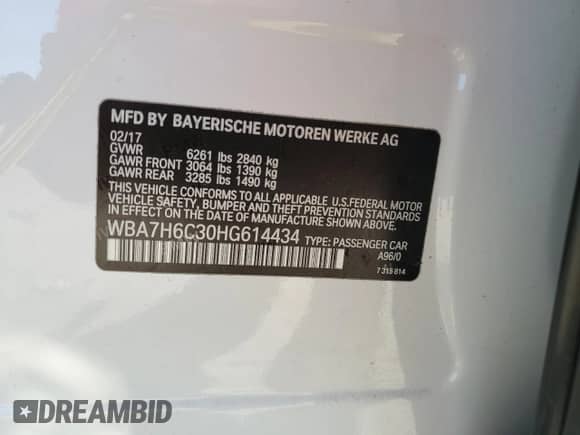 MFD BY BAYERISCHE MOTOREN WERKE AG
02/17
GVWR 6261 lbs 2840 kg
GAWR FRONT 3064 lbs 1390 kg
GAWR REAR 3285 lbs 1490 kg
THIS VEHICLE CONFORMS TO ALL APPLICABLE U.S.FEDERAL MOTOR
VEHICLE SAFETY, BUMPER AND THEFT PREVENTION STANDARDS
IN EFFECT ON THE DATE OF MANUFACTURE SHOWN ABOVE.
WBA7H6C30HG614434 TYPE: PASSENGER CAR
A96/0
7 315 814
DREAMBID